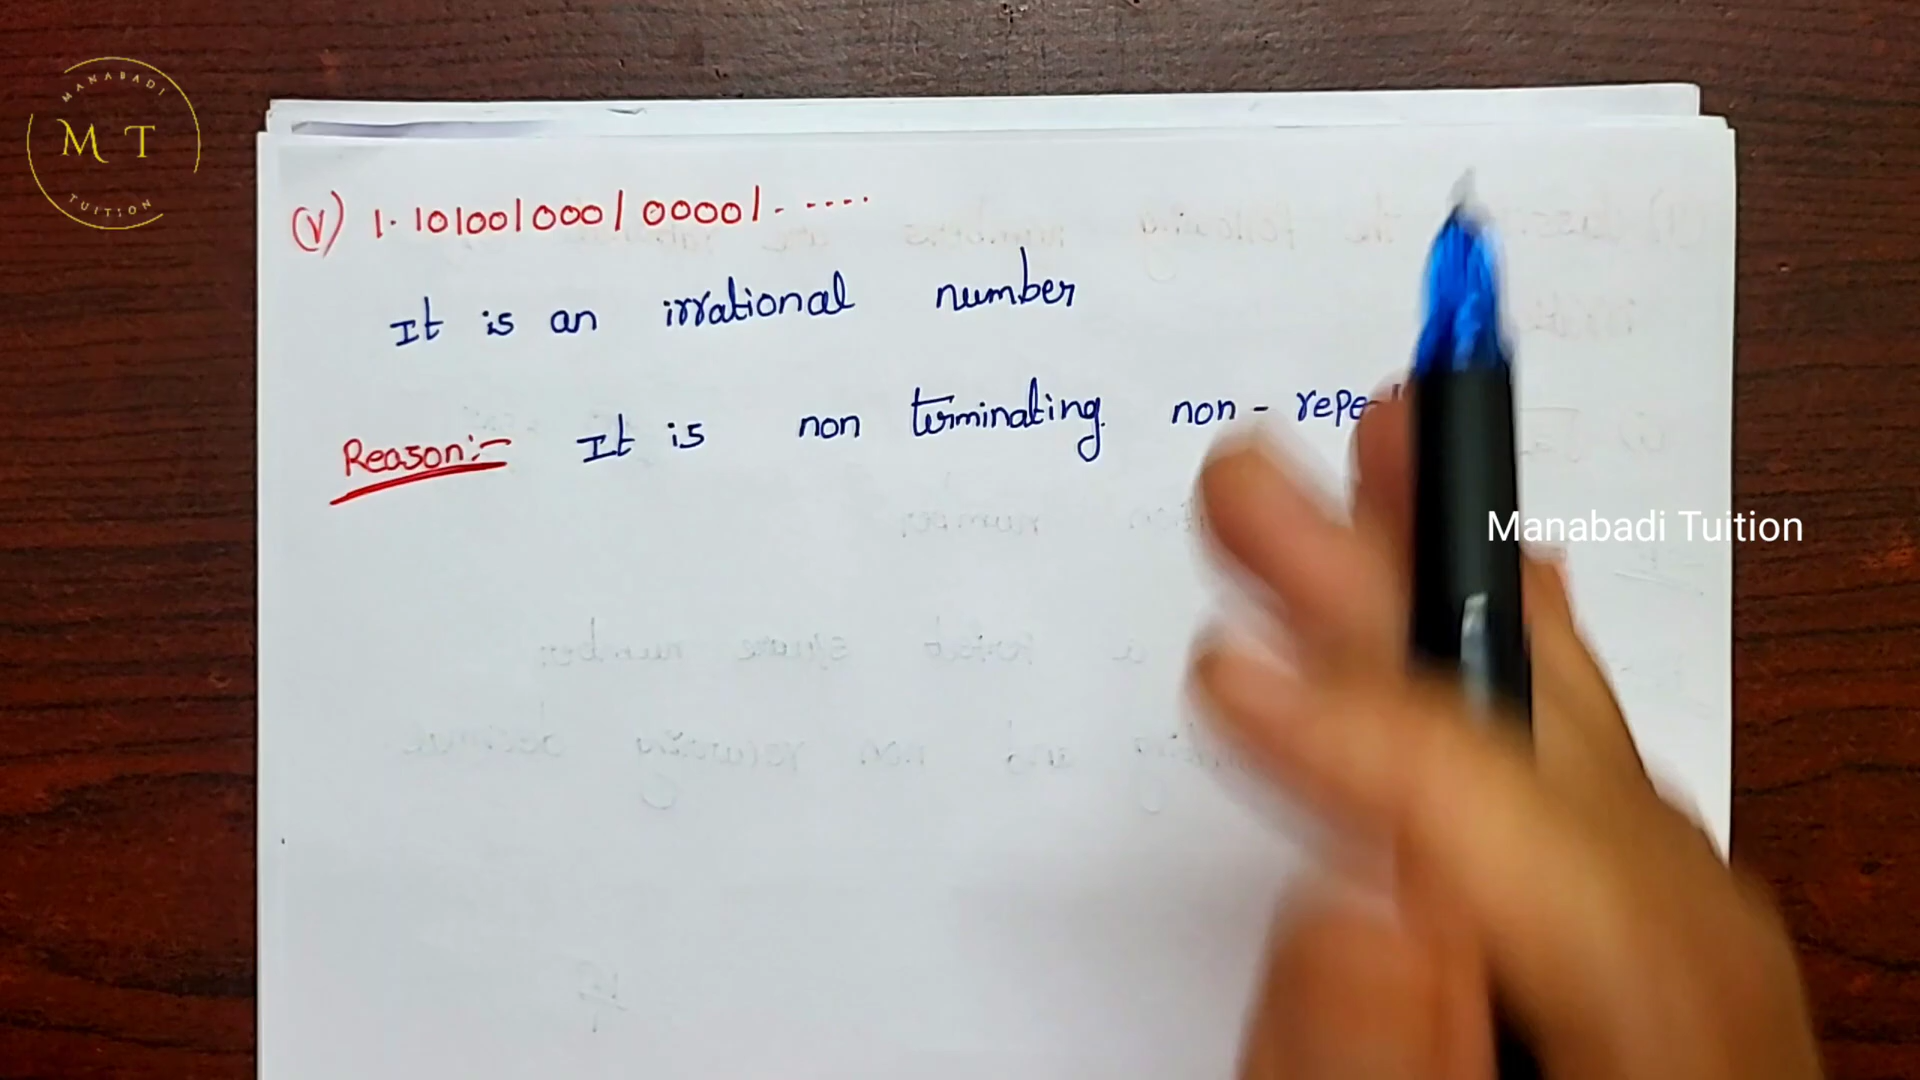 MANABADI
M T
TUITION
(V) 1.101001000100001.....
It is an irrational number
Reason:- It is non terminating non-repe
Manabadi Tuition